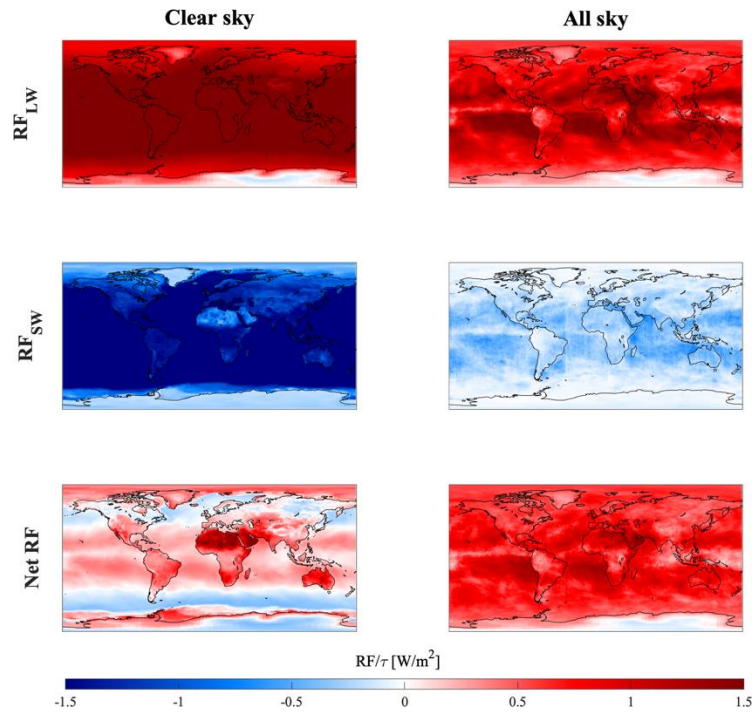 Clear sky
All sky
RF_LW
RF_SW
Net RF
RF/τ [W/m²]
-1.5
-1
-0.5
0
0.5
1
1.5